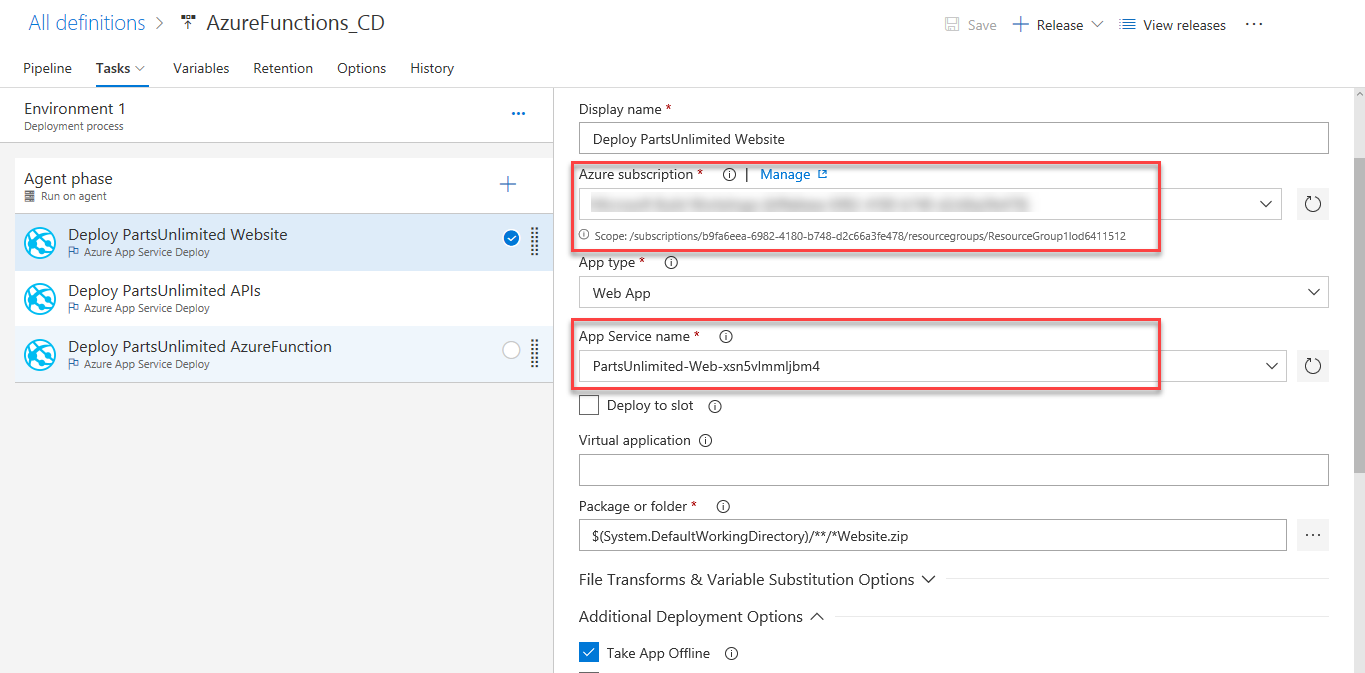 All definitions > AzureFunctions_CD
Save
Release
View releases
Pipeline
Tasks
Variables
Retention
Options
History
Environment 1
Deployment process
Agent phase
Run on agent
Deploy PartsUnlimited Website
Azure App Service Deploy
Deploy PartsUnlimited APIs
Azure App Service Deploy
Deploy PartsUnlimited AzureFunction
Azure App Service Deploy
Display name *
Deploy PartsUnlimited Website
Azure subscription * | Manage
Scope: /subscriptions/b9fa6eea-6982-4180-b748-d2c66a3fe478/resourcegroups/ResourceGroup1lod6411512
App type *
Web App
App Service name *
PartsUnlimited-Web-xsn5vlmmljbm4
Deploy to slot
Virtual application
Package or folder *
$(System.DefaultWorkingDirectory)/**/*Website.zip
File Transforms & Variable Substitution Options
Additional Deployment Options
Take App Offline